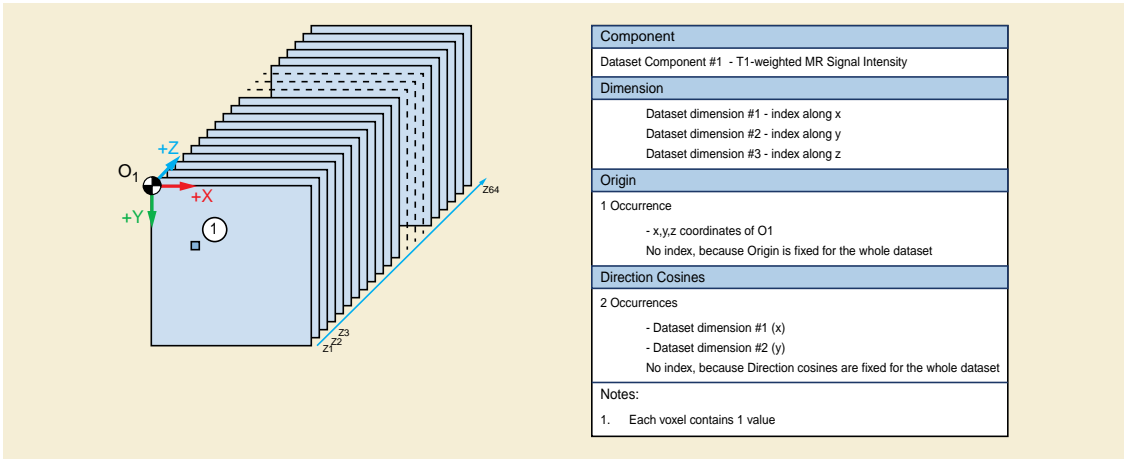 +Z
O1
+X
+Y
1
Z64
Z3
Z2
Z1
Component
Dataset Component #1 - T1-weighted MR Signal Intensity
Dimension
Dataset dimension #1 - index along x
Dataset dimension #2 - index along y
Dataset dimension #3 - index along z
Origin
1 Occurrence
- x,y,z coordinates of O1
No index, because Origin is fixed for the whole dataset
Direction Cosines
2 Occurrences
- Dataset dimension #1 (x)
- Dataset dimension #2 (y)
No index, because Direction cosines are fixed for the whole dataset
Notes:
1. Each voxel contains 1 value